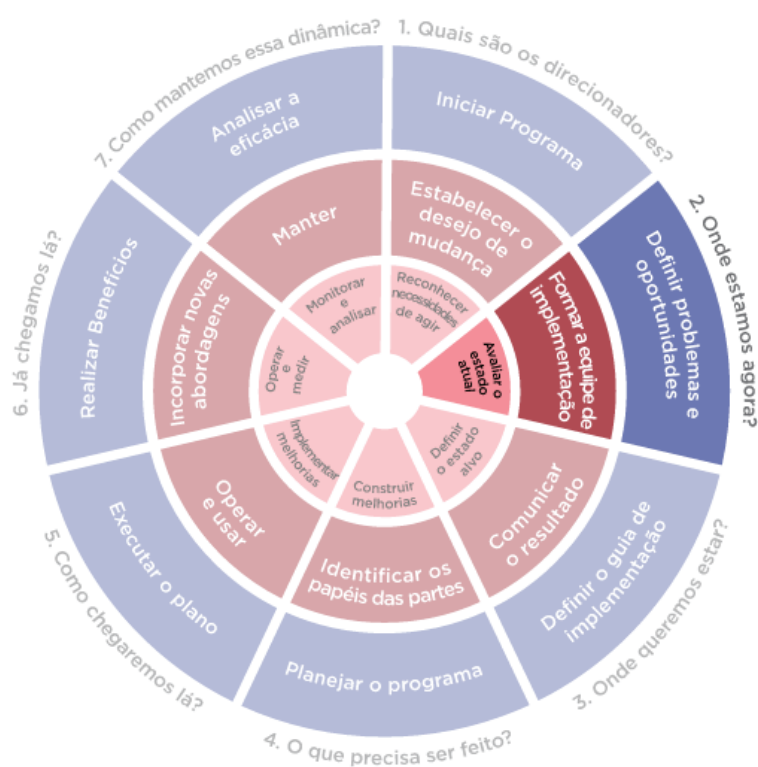 1. Quais são os direcionadores?
Iniciar Programa
Estabelecer o
desejo de
mudança
Reconhecer
necessidades
de agir
2. Onde estamos agora?
Definir problemas e
oportunidades
Formar a equipe de
implementação
Avaliar o
estado
atual
3. Onde queremos estar?
Definir o guia de
implementação
Comunicar
o resultado
Definir
o estado
alvo
4. O que precisa ser feito?
Planejar o programa
Identificar os
papéis das partes
Construir
melhorias
5. Como chegaremos lá?
Executar o plano
Operar
e usar
Implementar
melhorias
6. Já chegamos lá?
Realizar Benefícios
Incorporar novas
abordagens
Operar
e
medir
7. Como mantemos essa dinâmica?
Analisar a
eficácia
Manter
Monitorar
e
analisar